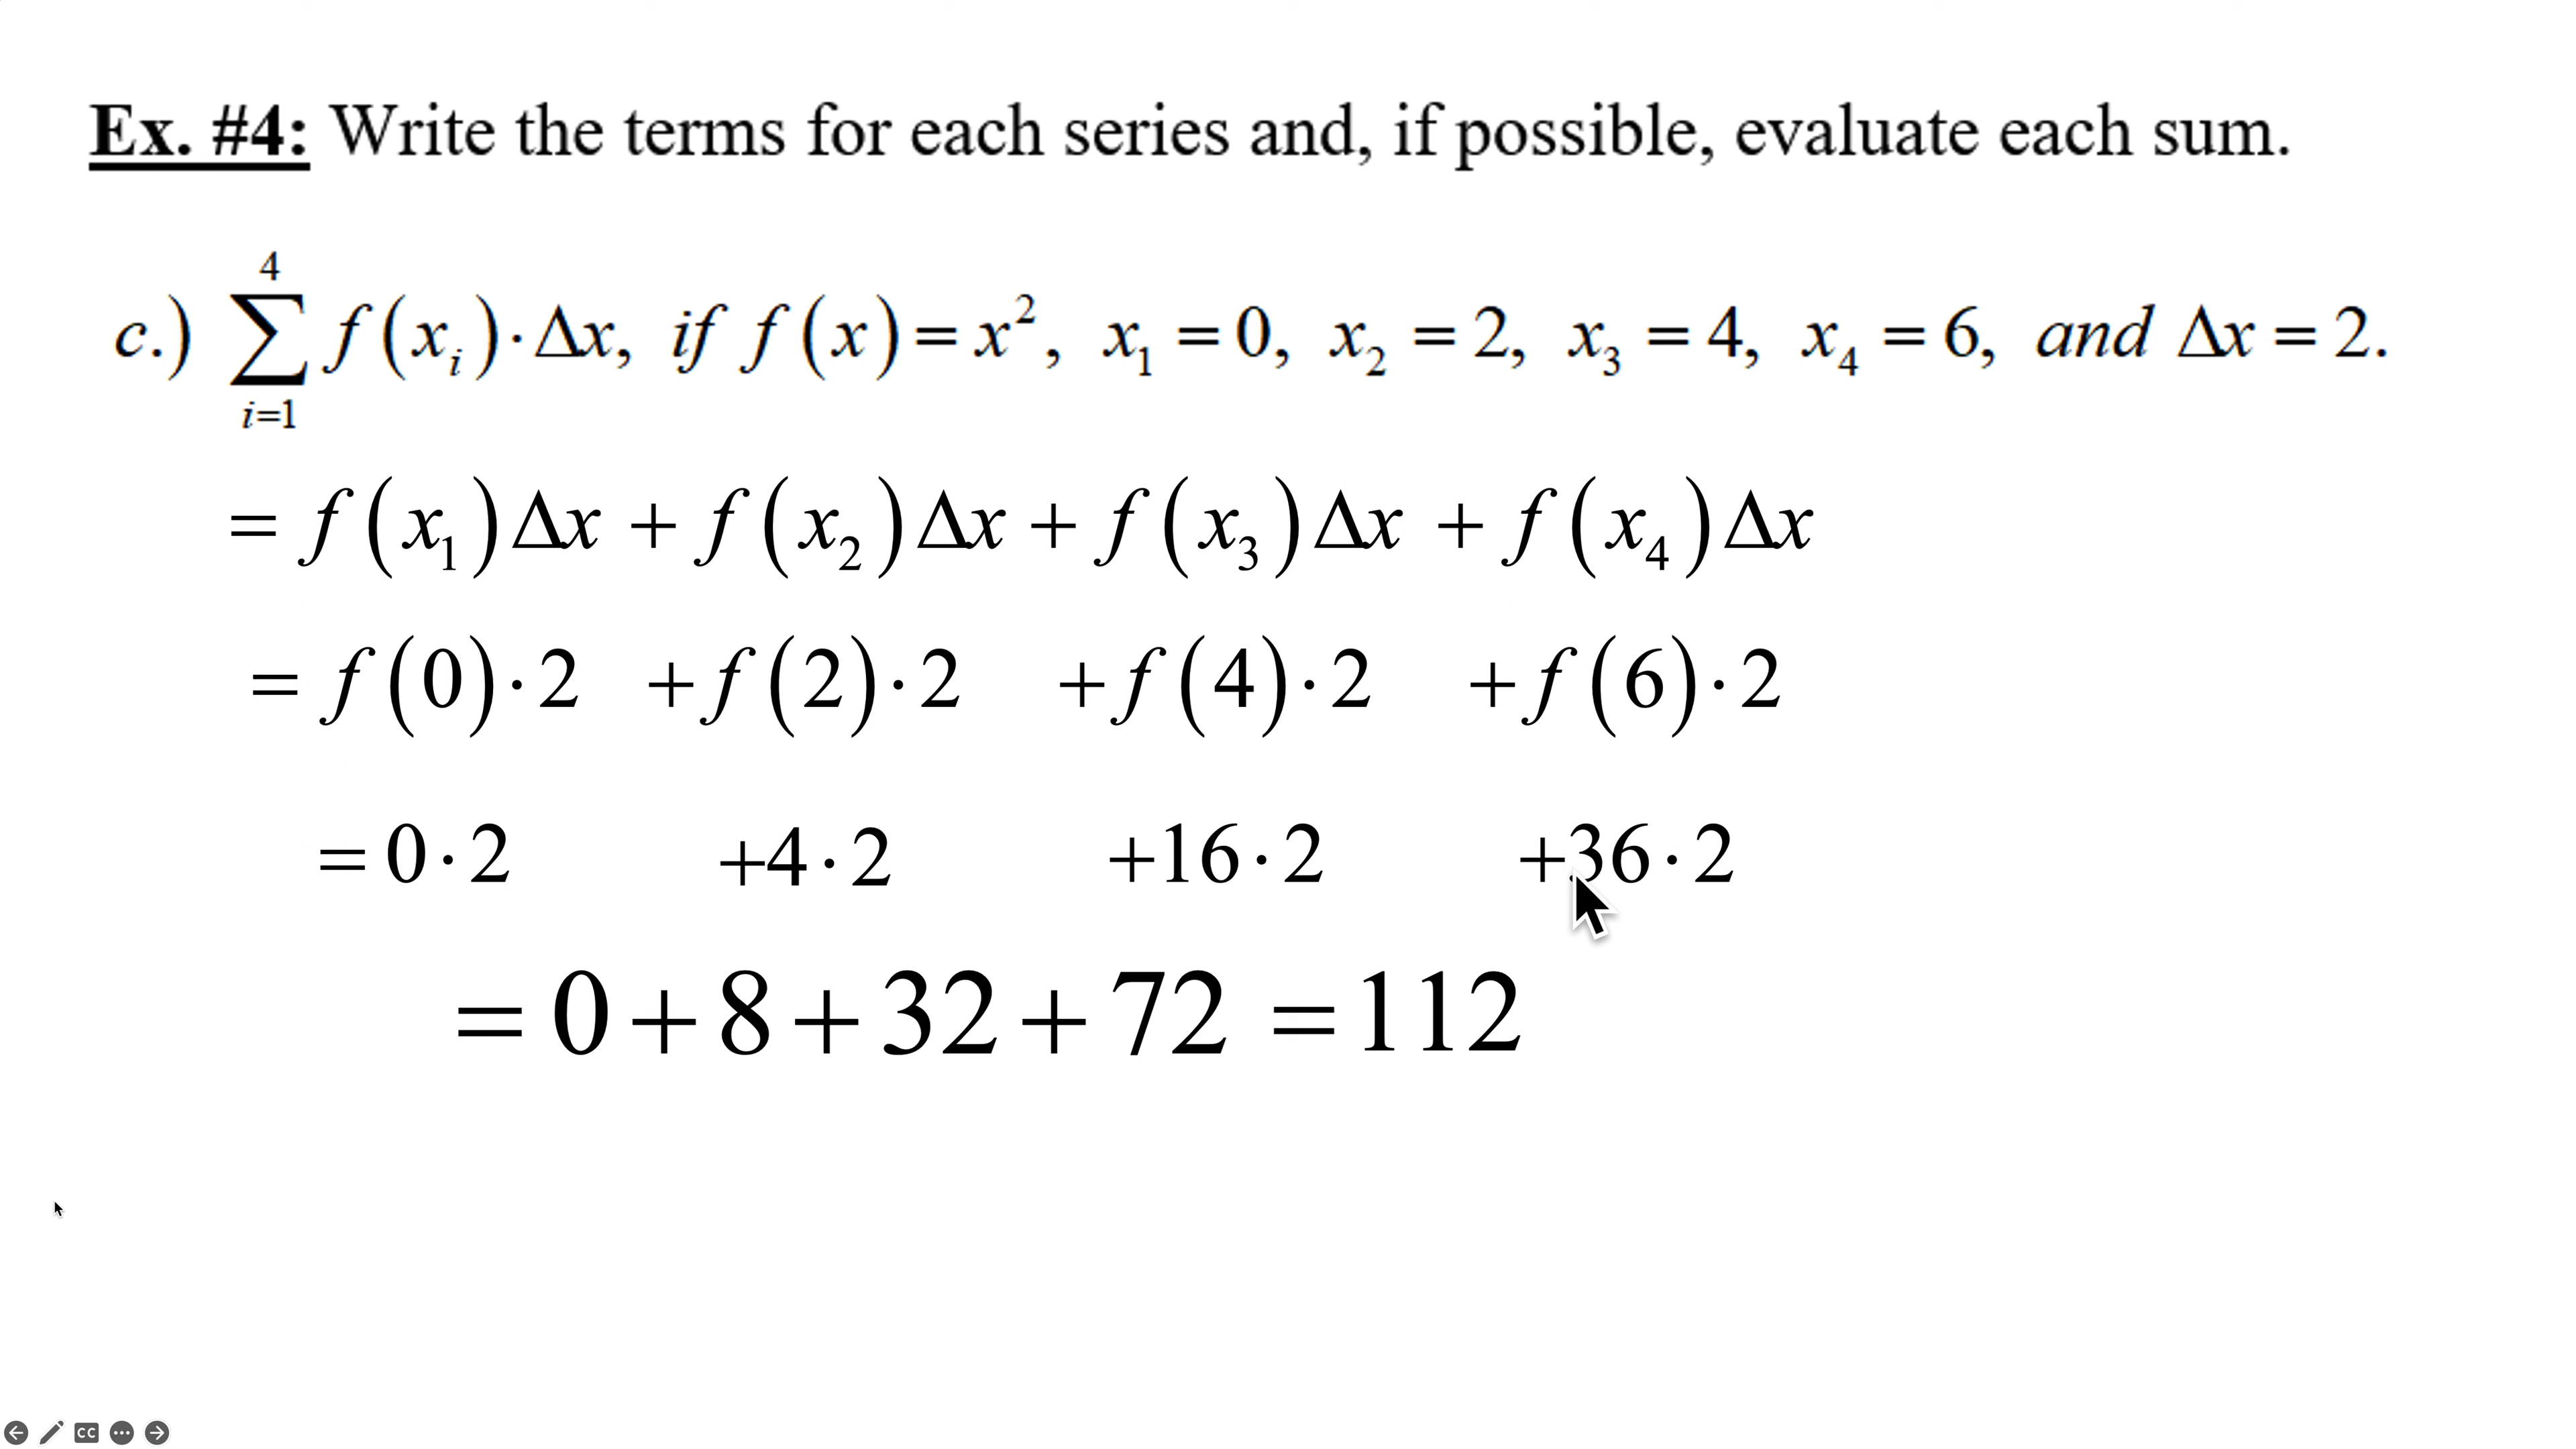 Ex. #4: Write the terms for each series and, if possible, evaluate each sum.
c.) \sum_{i=1}^{4} f(x_i)·Δx, if f(x) = x², x₁ = 0, x₂ = 2, x₃ = 4, x₄ = 6, and Δx = 2.
= f(x₁)Δx + f(x₂)Δx + f(x₃)Δx + f(x₄)Δx
= f(0)·2 +f(2)·2 +f(4)·2 +f(6)·2
= 0·2 +4·2 +16·2 +36·2
= 0 + 8 + 32 + 72 = 112
CC